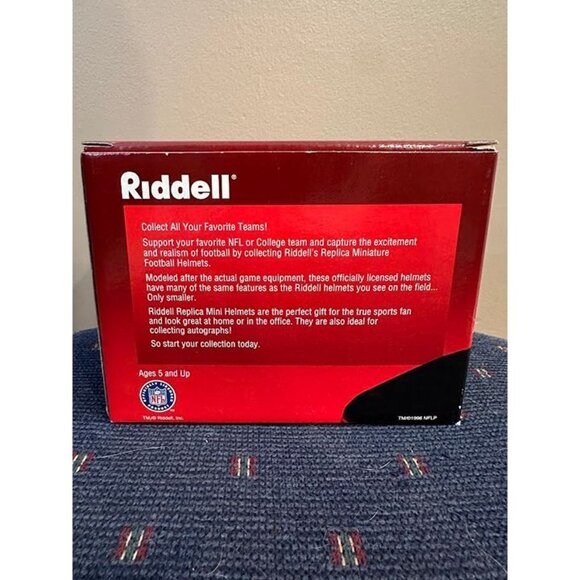 Riddell®
Collect All Your Favorite Teams!
Support your favorite NFL or College team and capture the excitement
and realism of football by collecting Riddell's Replica Miniature
Football Helmets.
Modeled after the actual game equipment, these officially licensed helmets
have many of the same features as the Riddell helmets you see on the field...
Only smaller.
Riddell Replica Mini Helmets are the perfect gift for the true sports fan
and look great at home or in the office. They are also ideal for
collecting autographs!
So start your collection today.
Ages 5 and Up
OFFICIALLY LICENSED PRODUCT
NFL
TM/© Riddell, Inc.
TM/©1998 NFLP